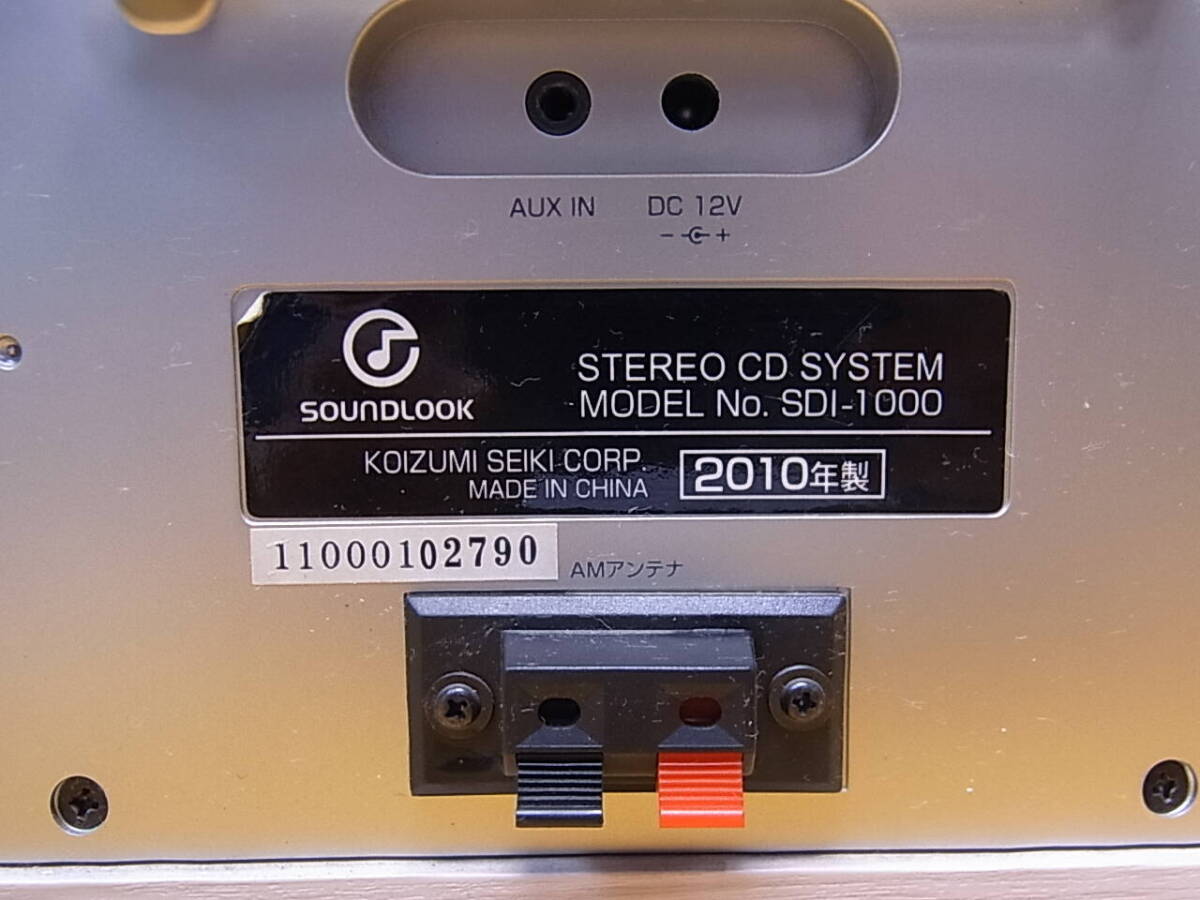 AUX IN
DC 12V
− +
SOUNDLOOK
STEREO CD SYSTEM
MODEL No. SDI-1000
KOIZUMI SEIKI CORP.
MADE IN CHINA
2010年製
11000102790
AMアンテナ